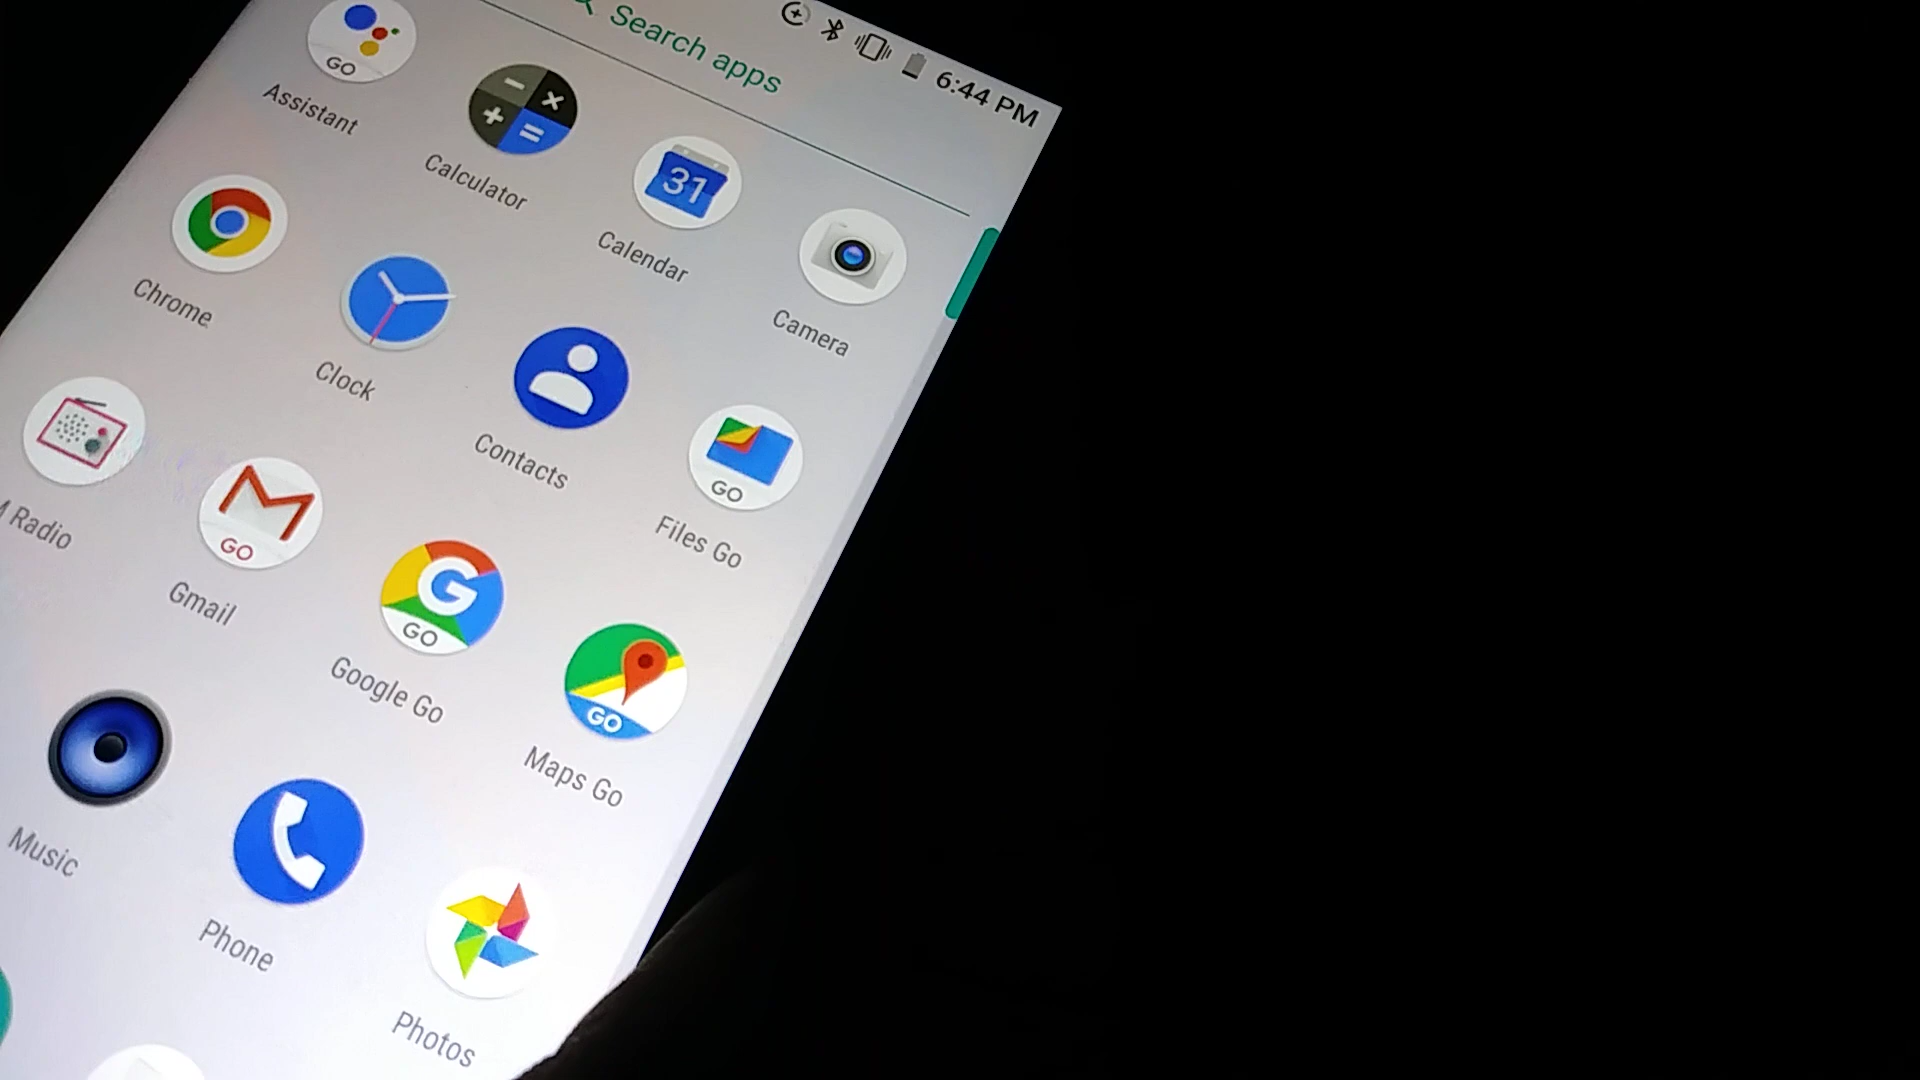 6:44 PM
Search apps
GO
Assistant
Calculator
31
Calendar
Camera
Chrome
Clock
Contacts
GO
Files Go
Radio
GO
Gmail
G
GO
Google Go
GO
Maps Go
Music
Phone
Photos